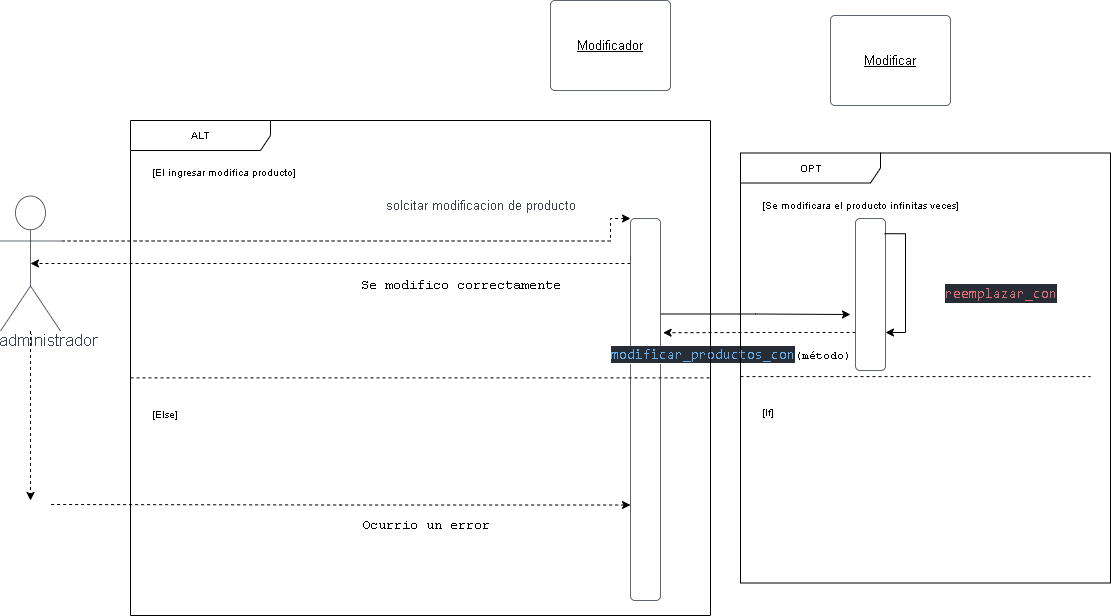 Modificador
Modificar
ALT
[El ingresar modifica producto]
OPT
[Se modificara el producto infinitas veces]
solcitar modificacion de producto
Se modifico correctamente
reemplazar_con
administrador
modificar_productos_con(método)
[Else]
[If]
Ocurrio un error